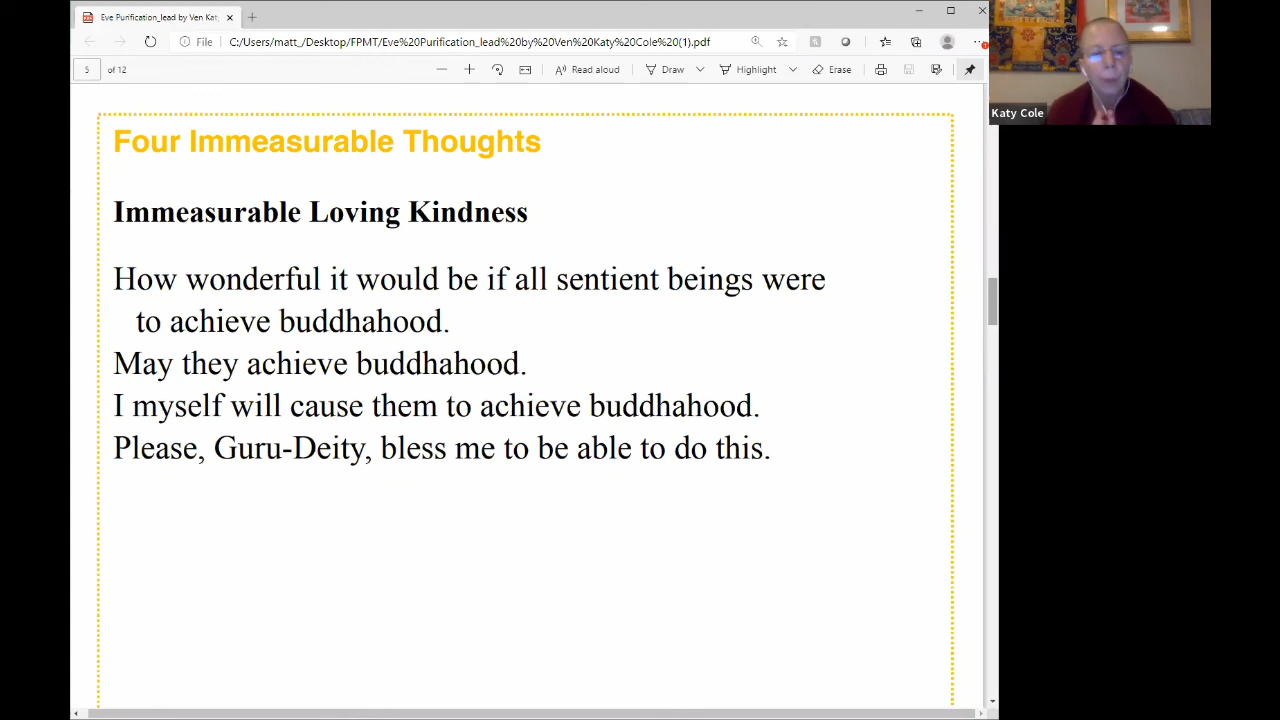 Eve Purification_lead by Ven Kat
File
C:/Users/matt_/Desktop/FPMT/Eve%20Purification_lead%20by%20Ven%20Katy%20Cole%20(1).pdf
5 of 12
Read aloud
Draw
Highlight
Erase
Katy Cole
Four Immeasurable Thoughts
Immeasurable Loving Kindness
How wonderful it would be if all sentient beings were
to achieve buddhahood.
May they achieve buddhahood.
I myself will cause them to achieve buddhahood.
Please, Guru-Deity, bless me to be able to do this.